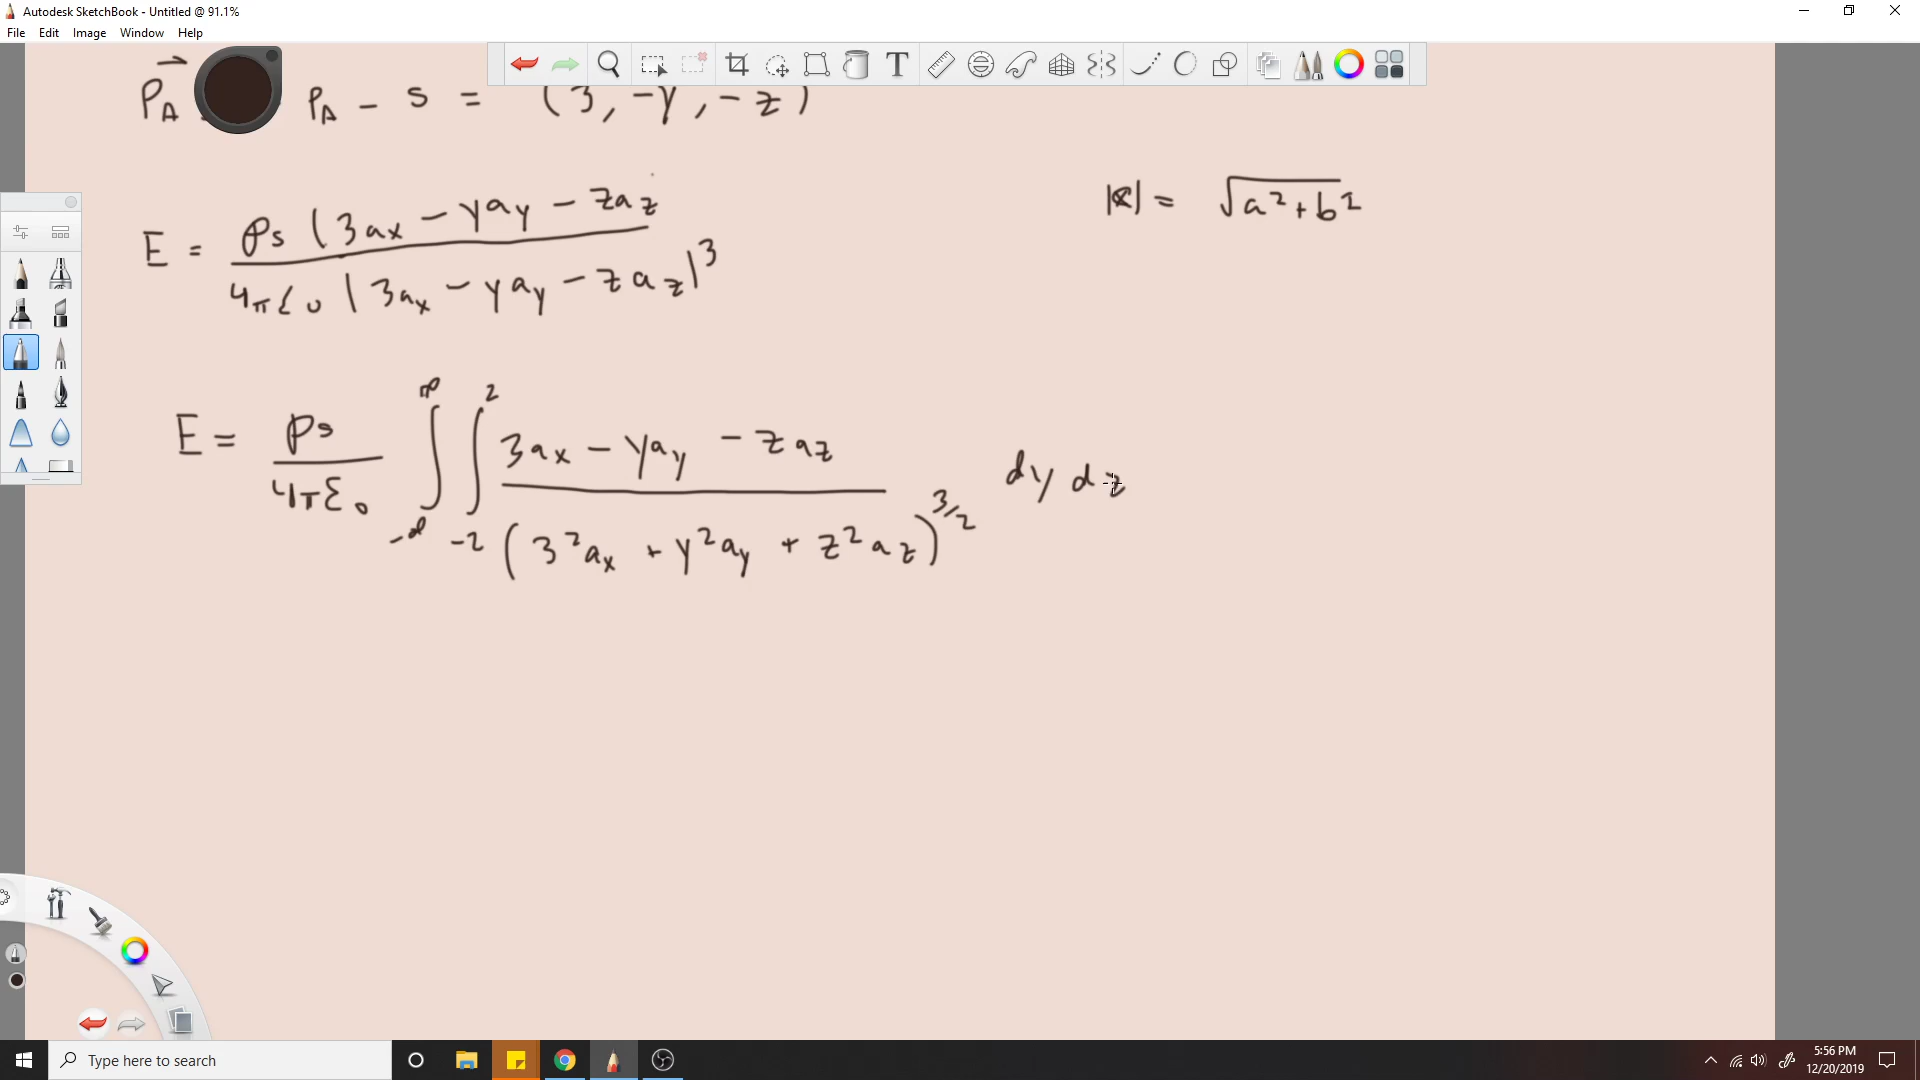 Autodesk SketchBook - Untitled @ 91.1%
File Edit Image Window Help
P_A P_A - s = (3, -y, -z)
E = ρs (3ax - yay - zaz / 4πε0 |3ax - yay - zaz|^3
|R| = √a² + b²
E = ρs / 4πε0 ∫_-∞^∞ ∫_-2^2 3ax - yay - zaz / (3²ax + y²ay + z²az)^3/2 dy dz
Type here to search
5:56 PM
12/20/2019